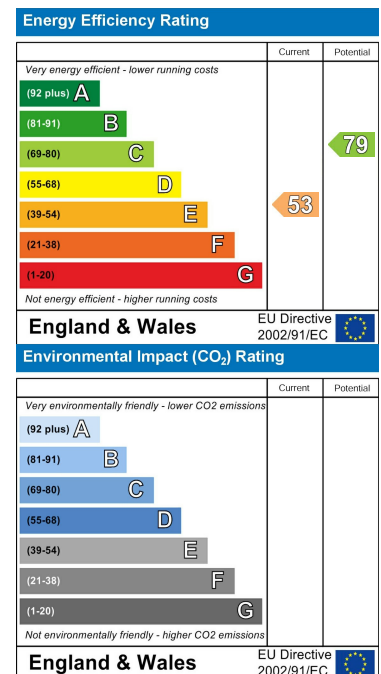 Energy Efficiency Rating
Current Potential
Very energy efficient - lower running costs
(92 plus) A
(81-91) B
(69-80) C
79
(55-68) D
(39-54) E
53
(21-38) F
(1-20) G
Not energy efficient - higher running costs
England & Wales
EU Directive
2002/91/EC
Environmental Impact (CO₂) Rating
Current Potential
Very environmentally friendly - lower CO2 emissions
(92 plus) A
(81-91) B
(69-80) C
(55-68) D
(39-54) E
(21-38) F
(1-20) G
Not environmentally friendly - higher CO2 emissions
England & Wales
EU Directive
2002/91/EC